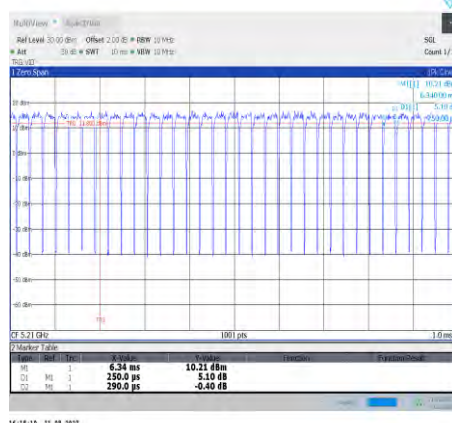 MultiView Spectrum
Ref Level 30.00 dBm Offset 2.00 dB RBW 10 MHz SGL
Att 30 dB SWT 10 ms VBW 10 MHz Count 1/
TRG:VID
1 Zero Span
M1[1] 10.21 dBm
6.34000 m
D1[1] 5.10
20 dBm
10 dBm
0 dBm
-10 dBm
-20 dBm
-30 dBm
-40 dBm
-50 dBm
-60 dBm
TRG
CF 5.21 GHz 1001 pts 1.0 ms
2 Marker Table
Type Ref Trc X-Value Y-Value Function Function Result
M1 1 6.34 ms 10.21 dBm
D1 M1 1 250.0 µs 5.10 dB
D2 M1 1 290.0 µs -0.40 dB